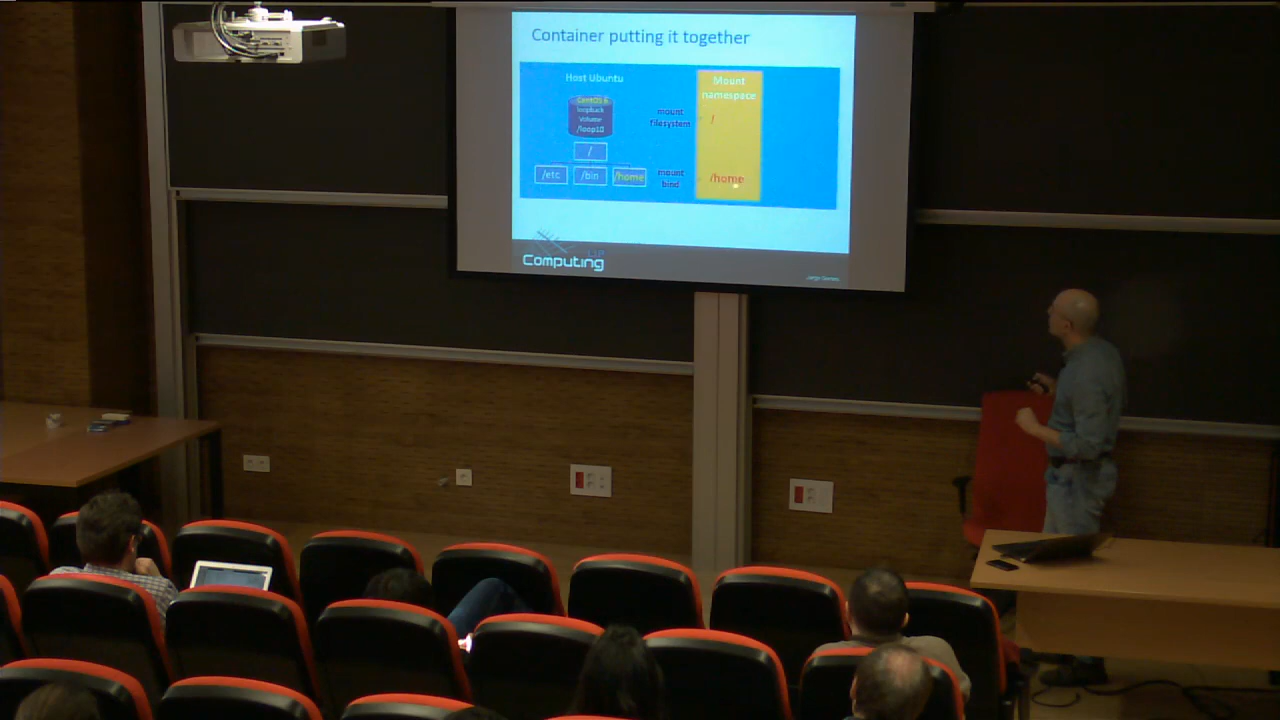 Container putting it together
Host Ubuntu
CentOS 6
loopback
Volume
/loop10
/
/etc
/bin
/home
mount
filesystem
mount
bind
Mount
namespace
/
/home
LIP
Computing